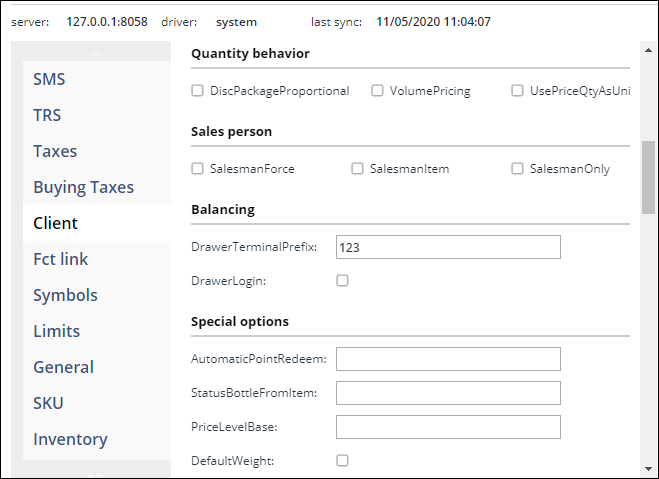 server: 127.0.0.1:8058 driver: system last sync: 11/05/2020 11:04:07
SMS
TRS
Taxes
Buying Taxes
Client
Fct link
Symbols
Limits
General
SKU
Inventory
Quantity behavior
DiscPackageProportional VolumePricing UsePriceQtyAsUni
Sales person
SalesmanForce SalesmanItem SalesmanOnly
Balancing
DrawerTerminalPrefix: 123
DrawerLogin:
Special options
AutomaticPointRedeem:
StatusBottleFromItem:
PriceLevelBase:
DefaultWeight: